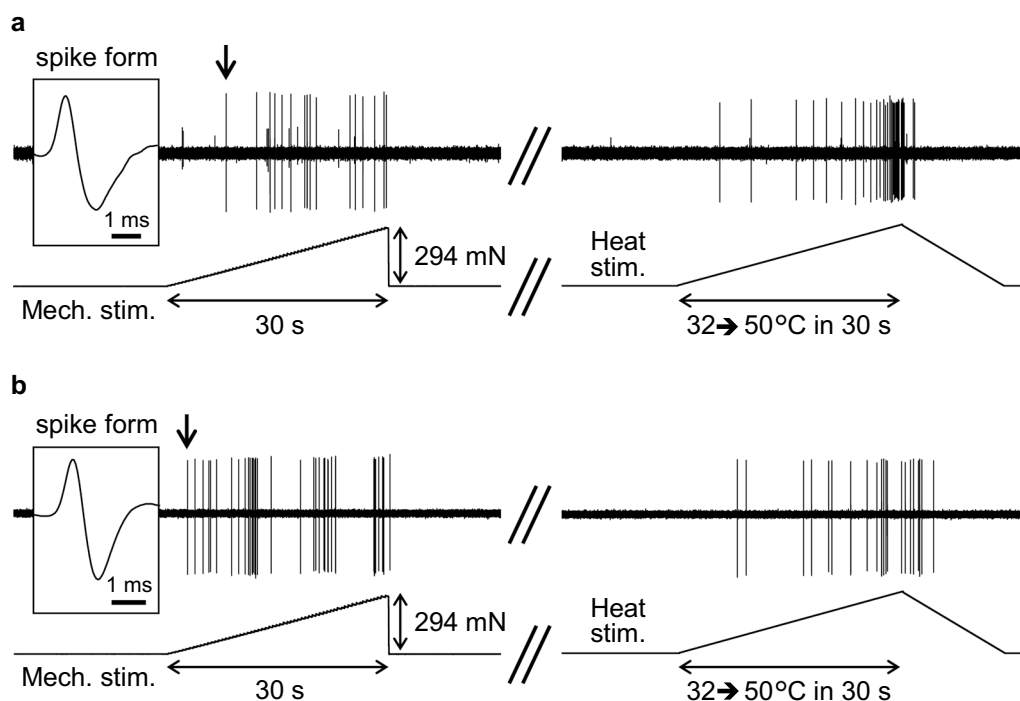 a
spike form
1 ms
294 mN
Heat
stim.
Mech. stim.
30 s
32➔ 50°C in 30 s
b
spike form
1 ms
294 mN
Heat
stim.
Mech. stim.
30 s
32➔ 50°C in 30 s